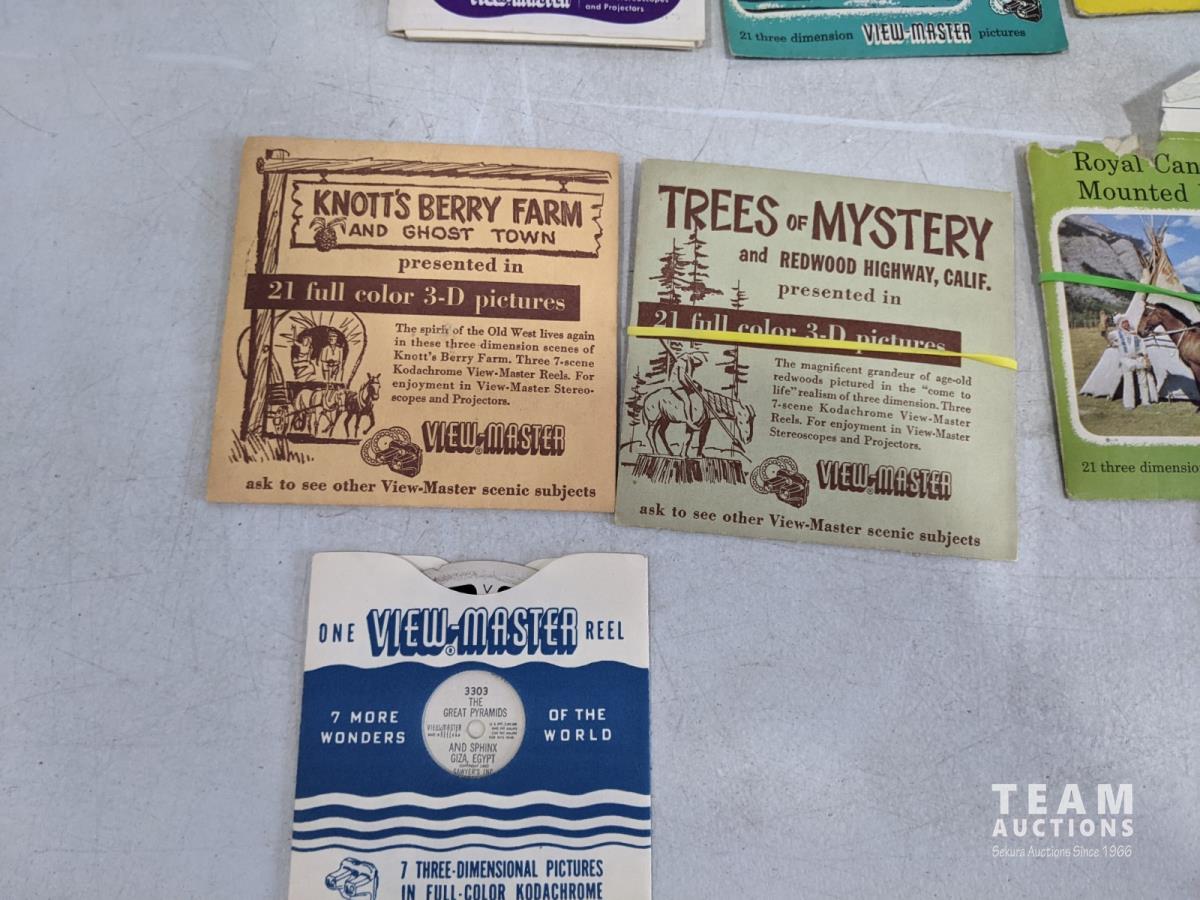 VIEW-MASTER
and Projectors
21 three dimension VIEW-MASTER pictures
KNOTT'S BERRY FARM
AND GHOST TOWN
presented in
21 full color 3-D pictures
The spirit of the Old West lives again
in these three-dimension scenes of
Knott's Berry Farm. Three 7-scene
Kodachrome View-Master Reels. For
enjoyment in View-Master Stereo-
scopes and Projectors.
VIEW-MASTER
®
ask to see other View-Master scenic subjects
TREES OF MYSTERY
and REDWOOD HIGHWAY, CALIF.
presented in
21 full color 3-D pictures
The magnificent grandeur of age-old
redwoods pictured in the "come to
life" realism of three dimension. Three
7-scene Kodachrome View-Master
Reels. For enjoyment in View-Master
Stereoscopes and Projectors.
VIEW-MASTER
®
ask to see other View-Master scenic subjects
Royal Can
Mounted
21 three dimensio
ONE VIEW-MASTER REEL
®
7 MORE
WONDERS
OF THE
WORLD
3303
THE
GREAT PYRAMIDS
VIEW-MASTER
AND SPHINX
GIZA, EGYPT
SAWYER'S INC.
7 THREE-DIMENSIONAL PICTURES
IN FULL-COLOR KODACHROME
TEAM
AUCTIONS
Sekura Auctions Since 1966